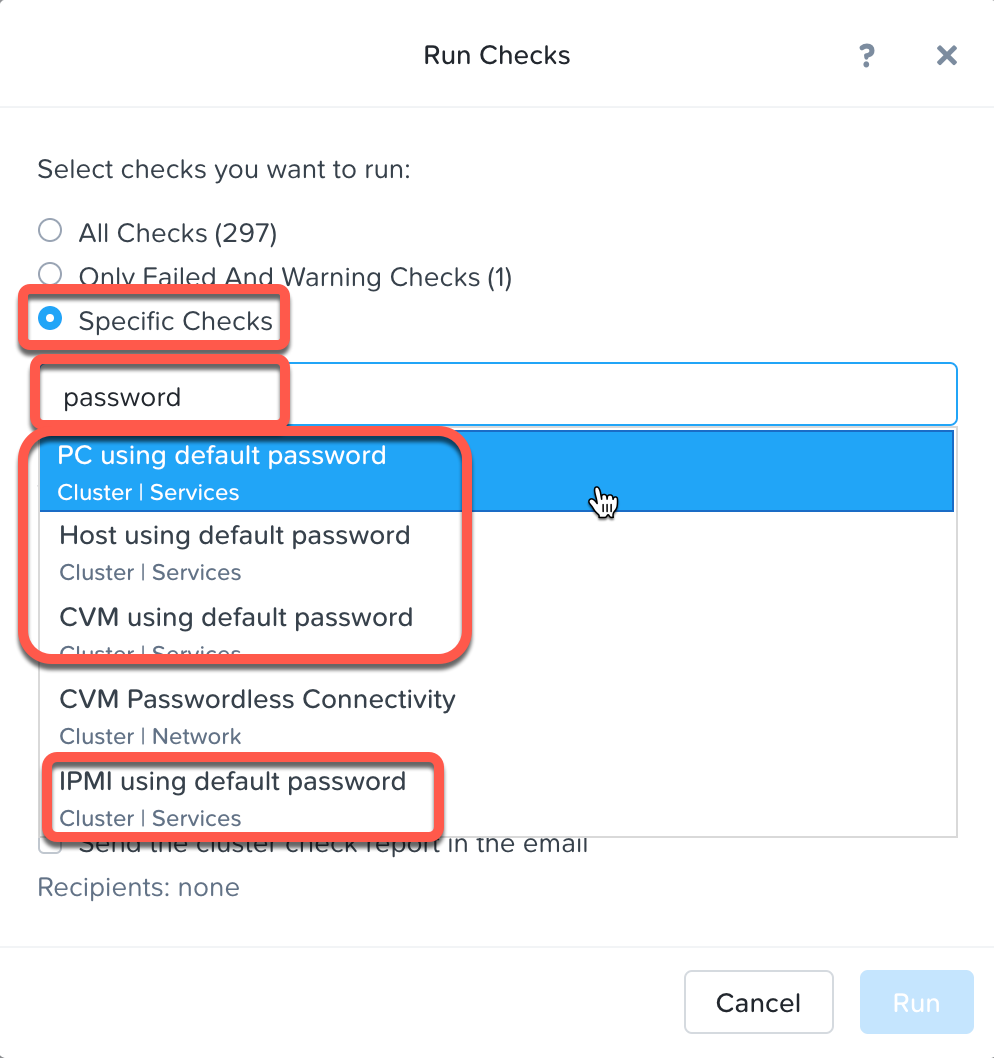 Run Checks
?
Select checks you want to run:
All Checks (297)
Only Failed And Warning Checks (1)
Specific Checks
password
PC using default password
Cluster | Services
Host using default password
Cluster | Services
CVM using default password
Cluster | Services
CVM Passwordless Connectivity
Cluster | Network
IPMI using default password
Cluster | Services
Send the cluster check report in the email
Recipients: none
Cancel
Run